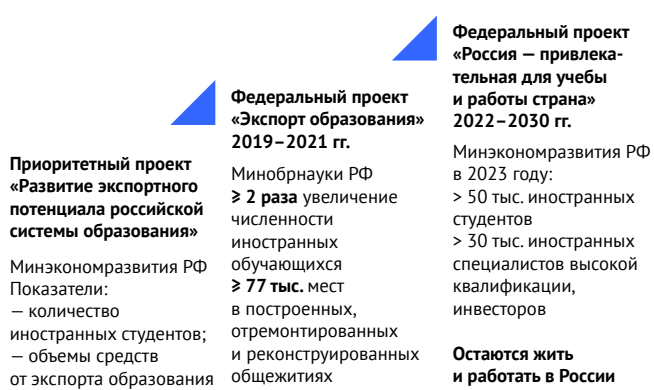 Приоритетный проект
«Развитие экспортного
потенциала российской
системы образования»
Минэкономразвития РФ
Показатели:
— количество
иностранных студентов;
— объемы средств
от экспорта образования
Федеральный проект
«Экспорт образования»
2019–2021 гг.
Минобрнауки РФ
⩾ 2 раза увеличение
численности
иностранных
обучающихся
⩾ 77 тыс. мест
в построенных,
отремонтированных
и реконструированных
общежитиях
Федеральный проект
«Россия — привлека-
тельная для учебы
и работы страна»
2022–2030 гг.
Минэкономразвития РФ
в 2023 году:
> 50 тыс. иностранных
студентов
> 30 тыс. иностранных
специалистов высокой
квалификации,
инвесторов
Остаются жить
и работать в России